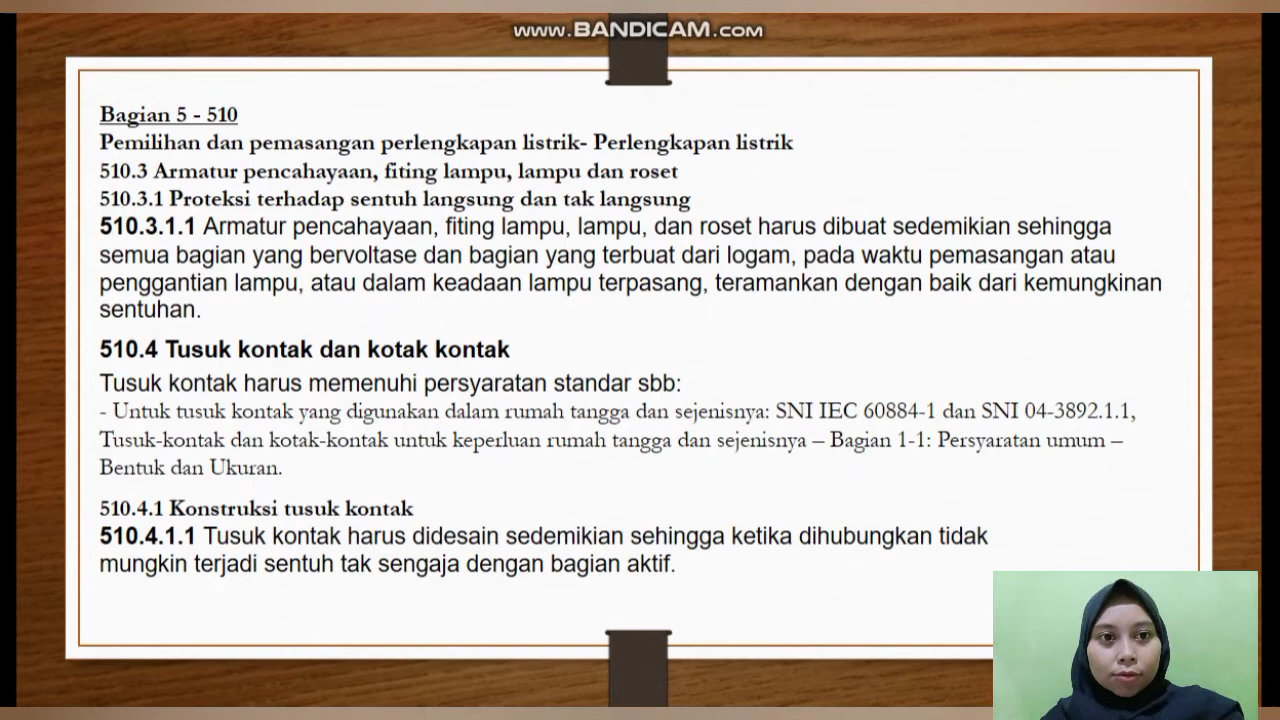 www.BANDICAM.com
Bagian 5 - 510
Pemilihan dan pemasangan perlengkapan listrik- Perlengkapan listrik
510.3 Armatur pencahayaan, fiting lampu, lampu dan roset
510.3.1 Proteksi terhadap sentuh langsung dan tak langsung
510.3.1.1 Armatur pencahayaan, fiting lampu, lampu, dan roset harus dibuat sedemikian sehingga
semua bagian yang bervoltase dan bagian yang terbuat dari logam, pada waktu pemasangan atau
penggantian lampu, atau dalam keadaan lampu terpasang, teramankan dengan baik dari kemungkinan
sentuhan.
510.4 Tusuk kontak dan kotak kontak
Tusuk kontak harus memenuhi persyaratan standar sbb:
- Untuk tusuk kontak yang digunakan dalam rumah tangga dan sejenisnya: SNI IEC 60884-1 dan SNI 04-3892.1.1,
Tusuk-kontak dan kotak-kontak untuk keperluan rumah tangga dan sejenisnya – Bagian 1-1: Persyaratan umum –
Bentuk dan Ukuran.
510.4.1 Konstruksi tusuk kontak
510.4.1.1 Tusuk kontak harus didesain sedemikian sehingga ketika dihubungkan tidak
mungkin terjadi sentuh tak sengaja dengan bagian aktif.